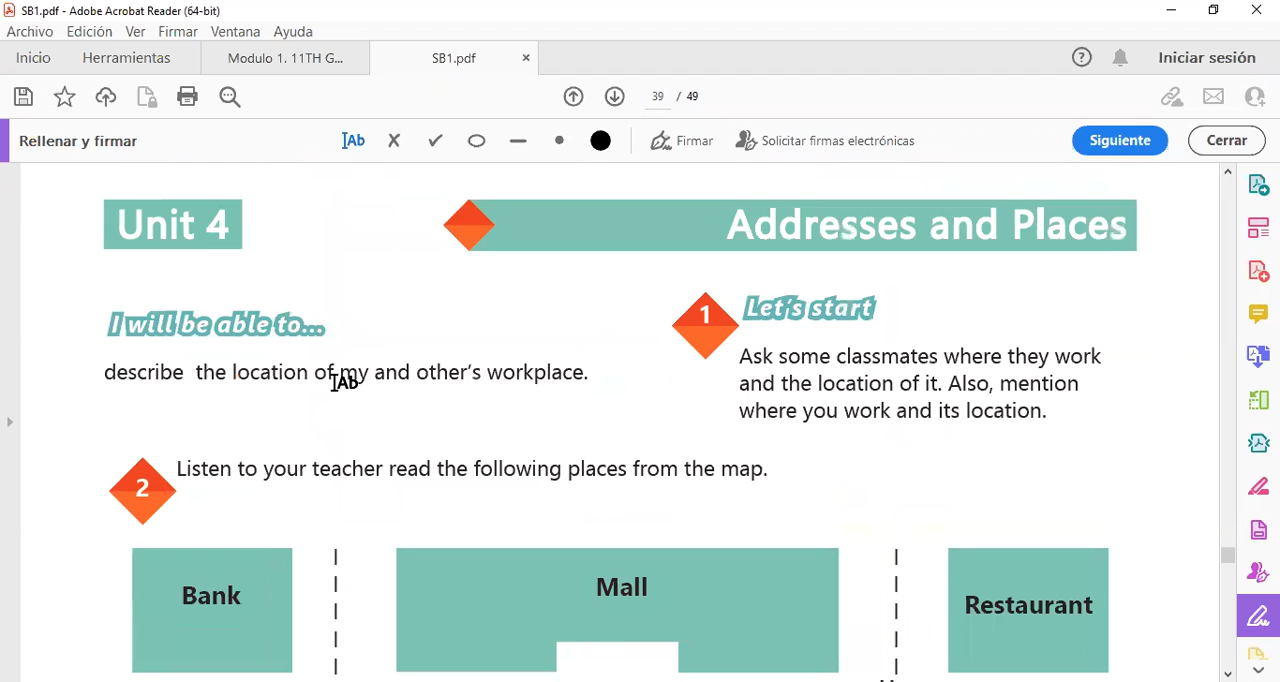 SB1.pdf - Adobe Acrobat Reader (64-bit)
Archivo Edición Ver Firmar Ventana Ayuda
Inicio Herramientas Modulo 1. 11TH G... SB1.pdf × ? Iniciar sesión
39 / 49
Rellenar y firmar Ab Firmar Solicitar firmas electrónicas Siguiente Cerrar
Unit 4 Addresses and Places
I will be able to...
describe the location of my and other's workplace.
Ab
1 Let's start
Ask some classmates where they work
and the location of it. Also, mention
where you work and its location.
2 Listen to your teacher read the following places from the map.
Bank Mall Restaurant